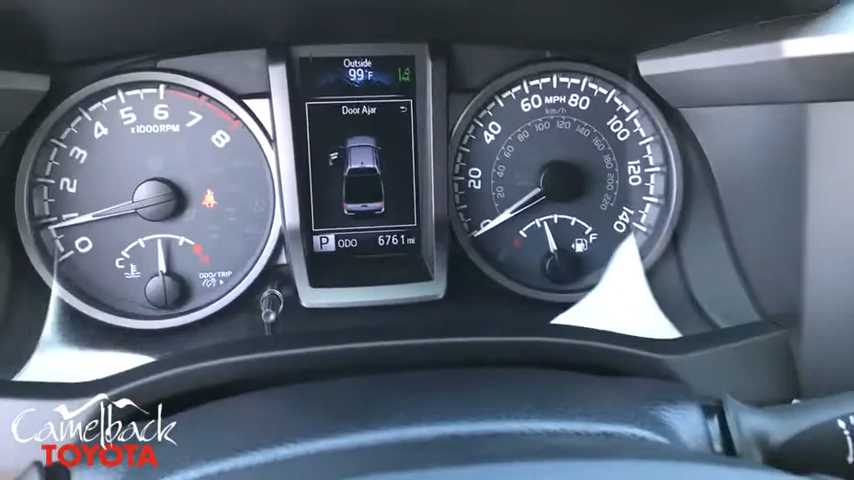 Outside
99°F
Door Ajar
P ODO 6761 mi
0 1 2 3 4 5 6 7 8
x1000RPM
C H
ODO/TRIP
0 20 40 60 80 100 120 140
MPH
km/h
20 40 60 80 100 120 140 160 180 200 220
E F
Camelback
TOYOTA